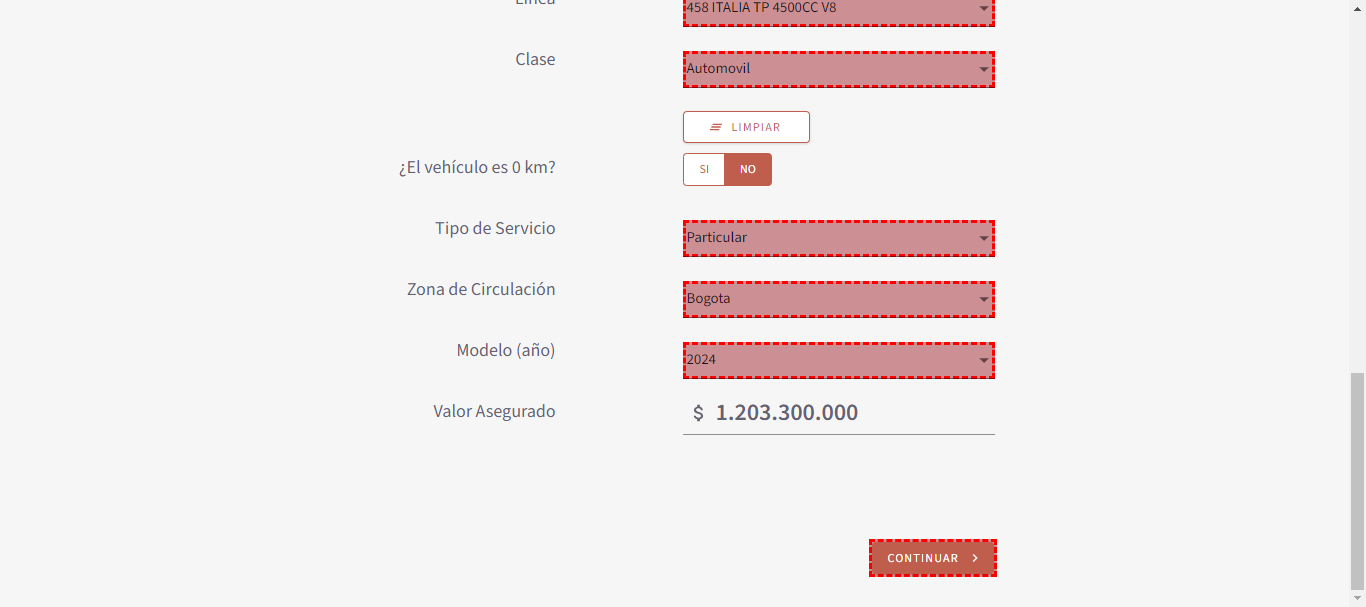 Línea
458 ITALIA TP 4500CC V8
Clase
Automovil
LIMPIAR
¿El vehículo es 0 km?
SI
NO
Tipo de Servicio
Particular
Zona de Circulación
Bogota
Modelo (año)
2024
Valor Asegurado
$ 1.203.300.000
CONTINUAR